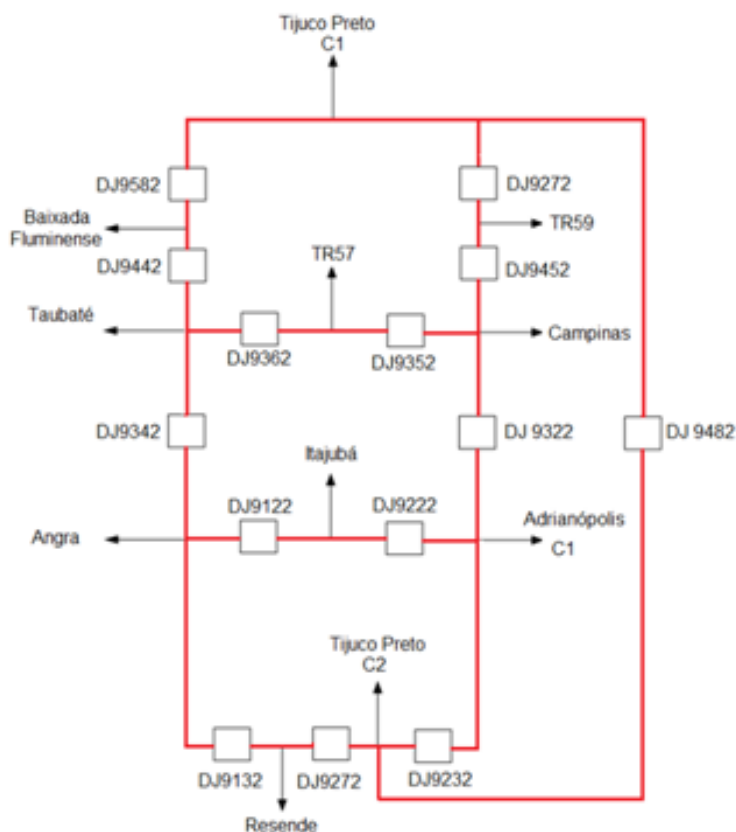 Tijuco Preto
C1
DJ9582
DJ9272
Baixada
Fluminense
TR59
DJ9442
TR57
DJ9452
Taubaté
Campinas
DJ9362
DJ9352
DJ9342
DJ 9322
DJ 9482
Itajubá
DJ9122
DJ9222
Angra
Adrianópolis
C1
Tijuco Preto
C2
DJ9132
DJ9272
DJ9232
Resende